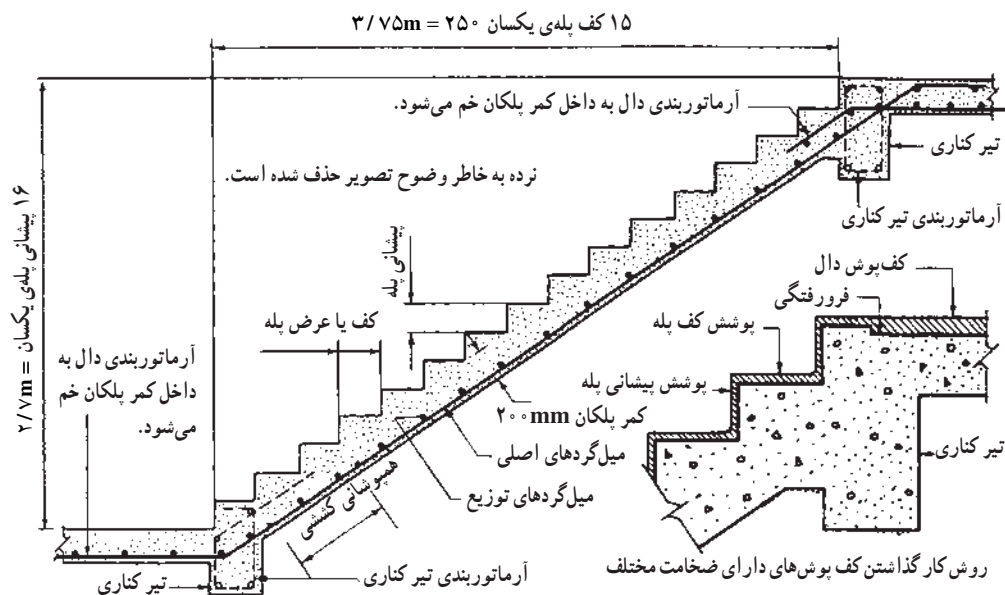 ۱۵ کف پله‌ی یکسان ۲۵۰ = ۳/۷۵m
آرماتوربندی دال به داخل کمر پلکان خم می‌شود.
تیر کناری
نرده به خاطر وضوح تصویر حذف شده است.
آرماتوربندی تیر کناری
۱۶ پیشانی پله‌ی یکسان = ۲/۷m
پیشانی پله
کف یا عرض پله
کف‌پوش دال
فرورفتگی
پوشش کف پله
پوشش پیشانی پله
آرماتوربندی دال به
داخل کمر پلکان خم
می‌شود.
کمر پلکان ۲۰۰mm
میل‌گردهای اصلی
میل‌گردهای توزیع
همپوشانی کششی
تیر کناری
تیر کناری
آرماتوربندی تیر کناری
روش کار گذاشتن کف پوش‌های دارای ضخامت مختلف